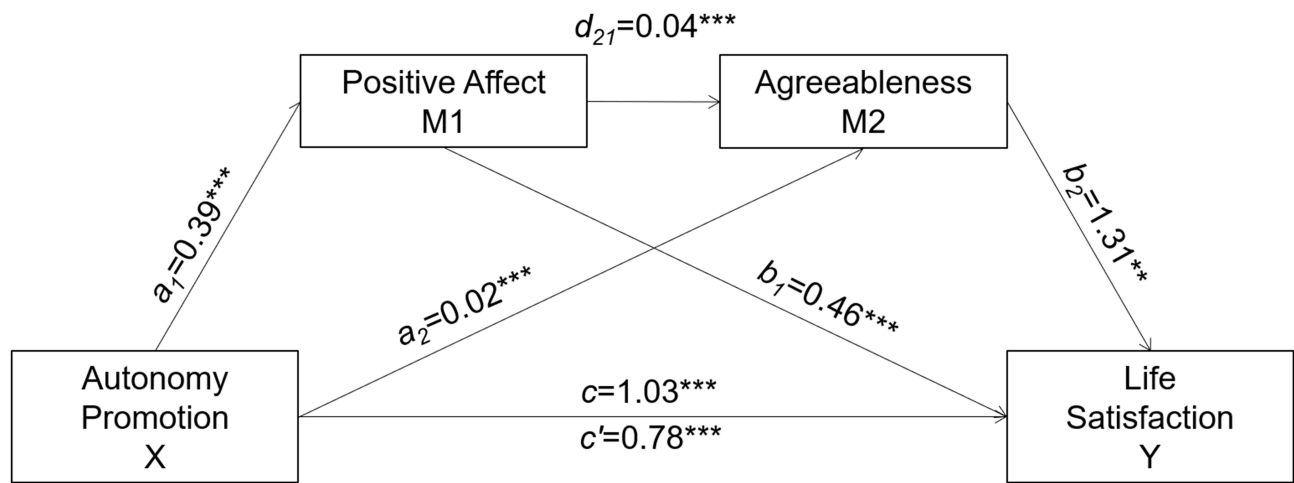 d21=0.04***
Positive Affect
M1
Agreeableness
M2
a1=0.39***
a2=0.02***
b1=0.46***
b2=1.31**
Autonomy
Promotion
X
c=1.03***
c'=0.78***
Life
Satisfaction
Y